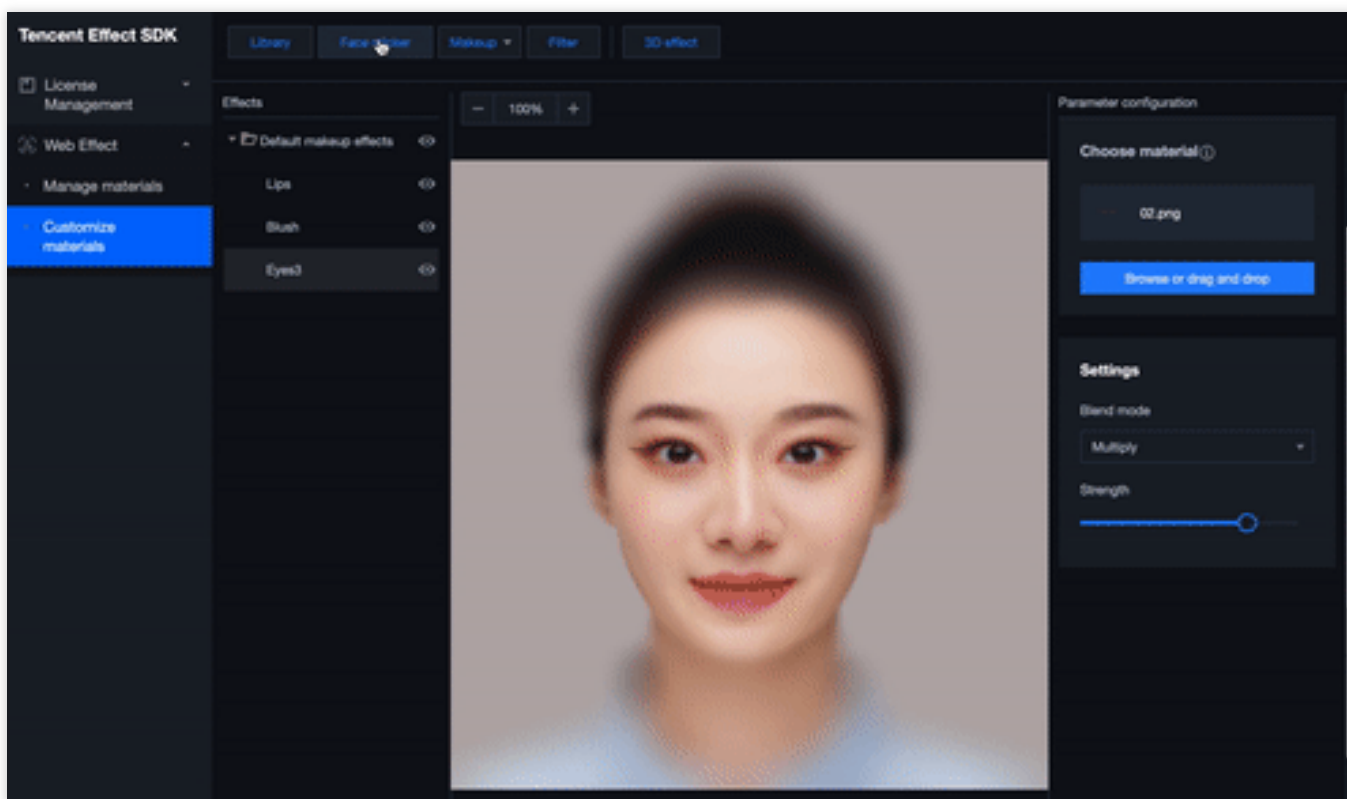 Tencent Effect SDK
Library
Face sticker
Makeup
Filter
3D effect
License
Management
Web Effect
Manage materials
Customize
materials
Effects
Default makeup effects
Lips
Blush
Eyes3
100%
Parameter configuration
Choose material
02.png
Browse or drag and drop
Settings
Blend mode
Multiply
Strength